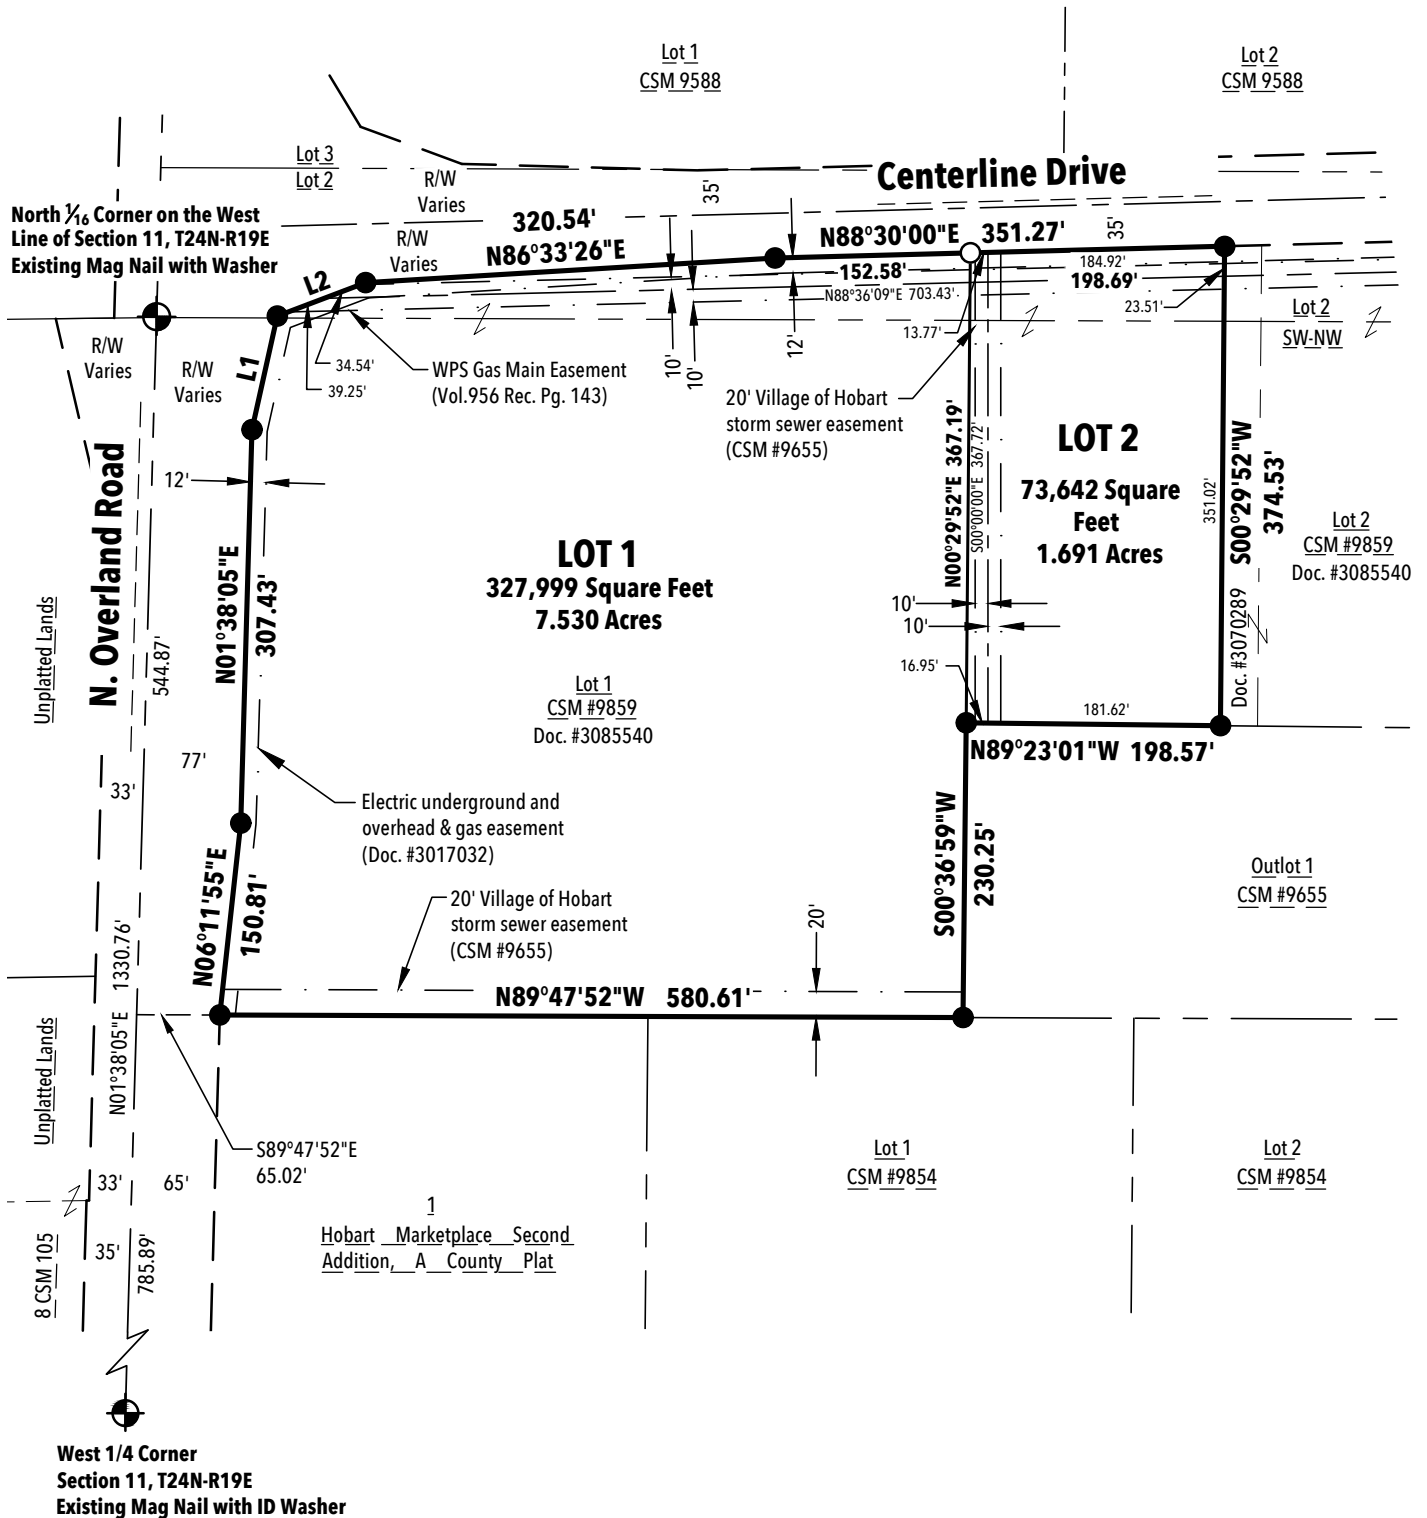 Lot 1
CSM 9588
Lot 2
CSM 9588
Lot 3
Lot 2
R/W
Varies
35'
Centerline Drive
North 1⁄16 Corner on the West
Line of Section 11, T24N-R19E
Existing Mag Nail with Washer
320.54'
N86°33'26"E
R/W
Varies
N88°30'00"E 351.27'
35'
L2
152.58'
184.92'
198.69'
N88°36'09"E 703.43'
23.51'
Lot 2
SW-NW
13.77'
12'
10'
10'
R/W
Varies
R/W
Varies
L1
34.54'
39.25'
WPS Gas Main Easement
(Vol.956 Rec. Pg. 143)
20' Village of Hobart
storm sewer easement
(CSM #9655)
N00°29'52"E 367.19'
S00°00'00"E 367.72'
LOT 2
73,642 Square
Feet
1.691 Acres
351.02'
S00°29'52"W
374.53'
Lot 2
CSM #9859
Doc. #3085540
12'
N. Overland Road
N01°38'05"E
307.43'
LOT 1
327,999 Square Feet
7.530 Acres
10'
10'
Doc. #3070289
Unplatted Lands
544.87'
16.95'
Lot 1
CSM #9859
Doc. #3085540
181.62'
N89°23'01"W 198.57'
77'
33'
Electric underground and
overhead & gas easement
(Doc. #3017032)
S00°36'59"W
230.25'
N06°11'55"E
150.81'
20' Village of Hobart
storm sewer easement
(CSM #9655)
20'
Outlot 1
CSM #9655
N89°47'52"W 580.61'
N01°38'05"E 1330.76'
Unplatted Lands
S89°47'52"E
65.02'
Lot 1
CSM #9854
Lot 2
CSM #9854
33'
65'
1
Hobart Marketplace Second
Addition, A County Plat
8 CSM 105
35'
785.89'
West 1/4 Corner
Section 11, T24N-R19E
Existing Mag Nail with ID Washer